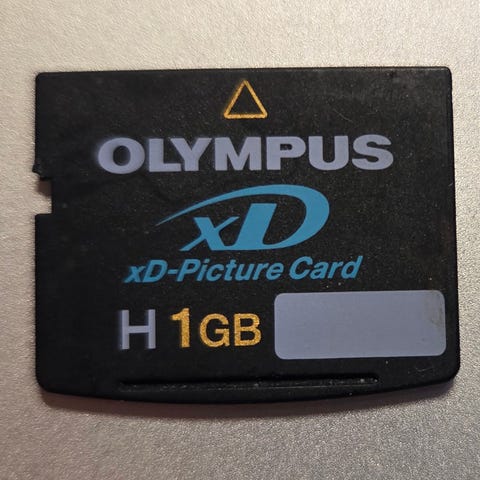 OLYMPUS
xD
xD-Picture Card
H 1GB